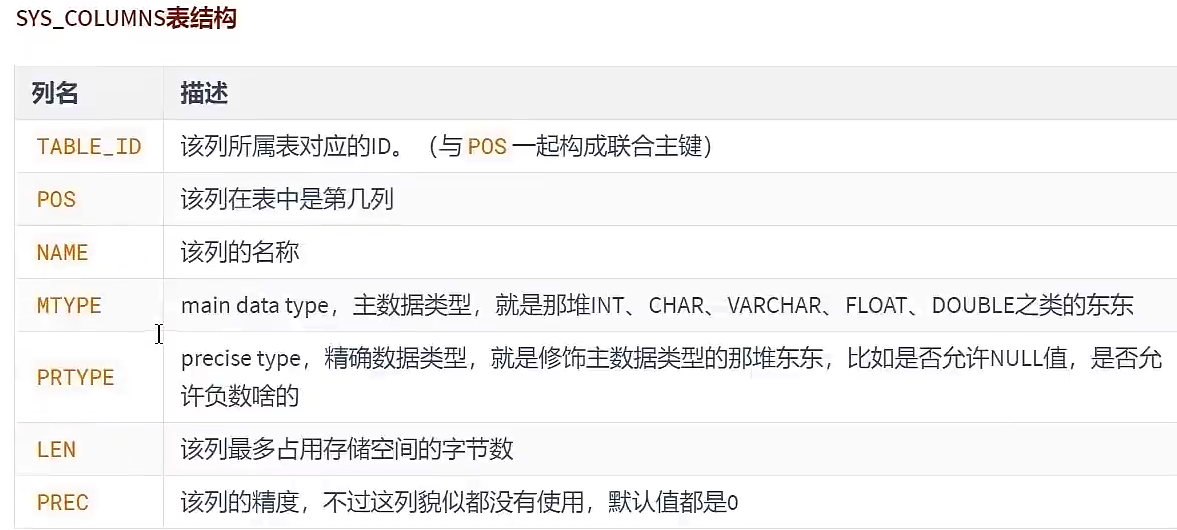 SYS_COLUMNS表结构
列名 描述
TABLE_ID 该列所属表对应的ID。（与 POS 一起构成联合主键）
POS 该列在表中是第几列
NAME 该列的名称
MTYPE main data type，主数据类型，就是那堆INT、CHAR、VARCHAR、FLOAT、DOUBLE之类的东东
PRTYPE precise type，精确数据类型，就是修饰主数据类型的那堆东东，比如是否允许NULL值，是否允
许负数啥的
LEN 该列最多占用存储空间的字节数
PREC 该列的精度，不过这列貌似都没有使用，默认值都是0